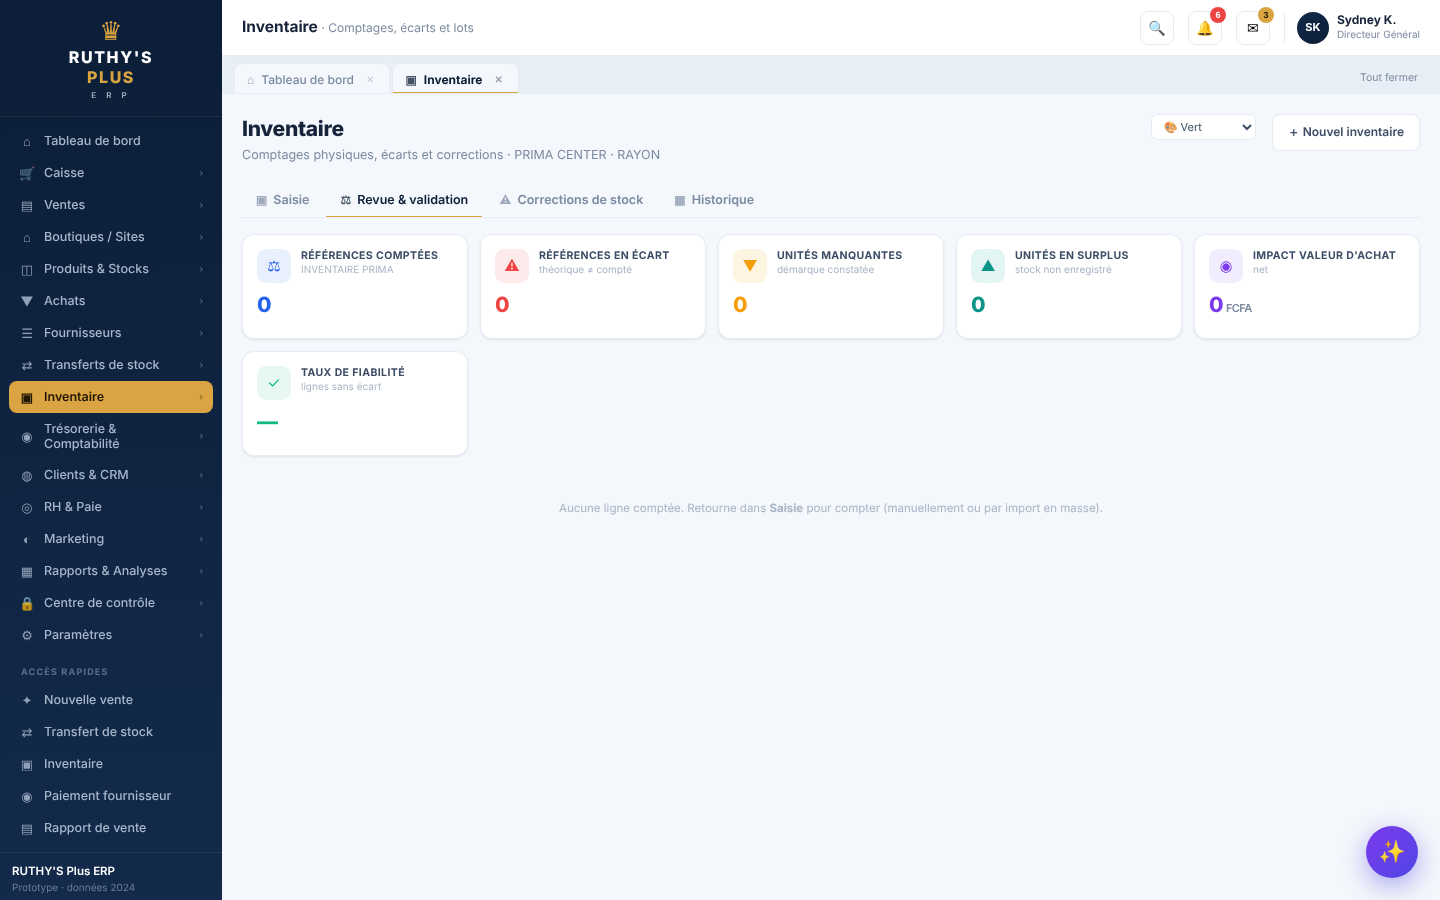 RUTHY'S
PLUS
ERP
Tableau de bord
Caisse
Ventes
Boutiques / Sites
Produits & Stocks
Achats
Fournisseurs
Transferts de stock
Inventaire
Trésorerie &
Comptabilité
Clients & CRM
RH & Paie
Marketing
Rapports & Analyses
Centre de contrôle
Paramètres
ACCÈS RAPIDES
Nouvelle vente
Transfert de stock
Inventaire
Paiement fournisseur
Rapport de vente
RUTHY'S Plus ERP
Prototype · données 2024
Inventaire · Comptages, écarts et lots
6
3
SK
Sydney K.
Directeur Général
Tableau de bord ×
Inventaire ×
Tout fermer
Inventaire
Comptages physiques, écarts et corrections · PRIMA CENTER · RAYON
Vert
+ Nouvel inventaire
Saisie
Revue & validation
Corrections de stock
Historique
RÉFÉRENCES COMPTÉES
INVENTAIRE PRIMA
0
RÉFÉRENCES EN ÉCART
théorique ≠ compté
0
UNITÉS MANQUANTES
démarque constatée
0
UNITÉS EN SURPLUS
stock non enregistré
0
IMPACT VALEUR D'ACHAT
net
0 FCFA
TAUX DE FIABILITÉ
lignes sans écart
—
Aucune ligne comptée. Retourne dans Saisie pour compter (manuellement ou par import en masse).